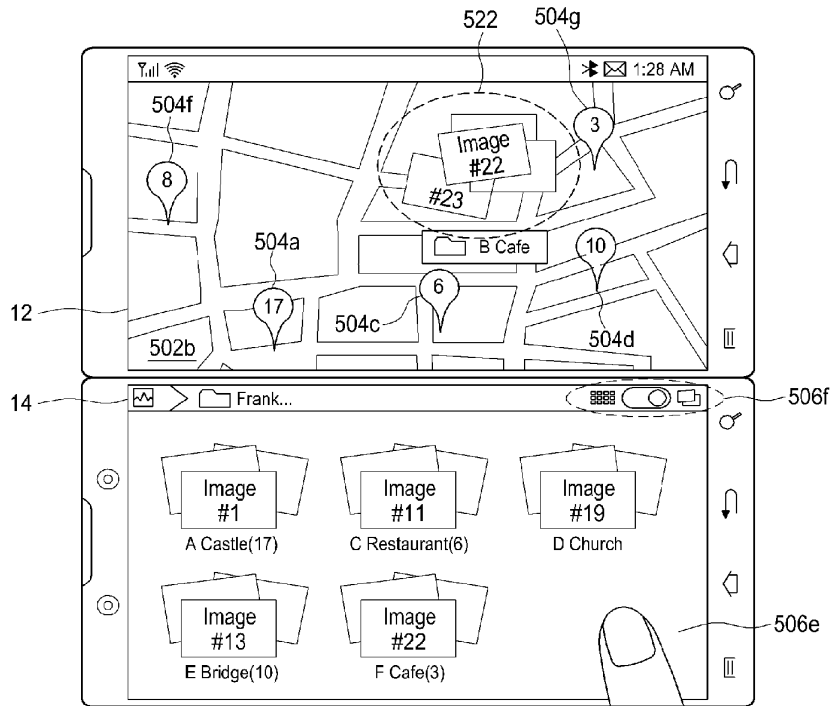 522
504g
1:28 AM
504f
3
Image
#22
8
#23
504a
B Cafe
10
12
17
6
504c
504d
502b
14
Frank...
506f
Image
#1
Image
#11
Image
#19
A Castle(17)
C Restaurant(6)
D Church
Image
#13
Image
#22
506e
E Bridge(10)
F Cafe(3)